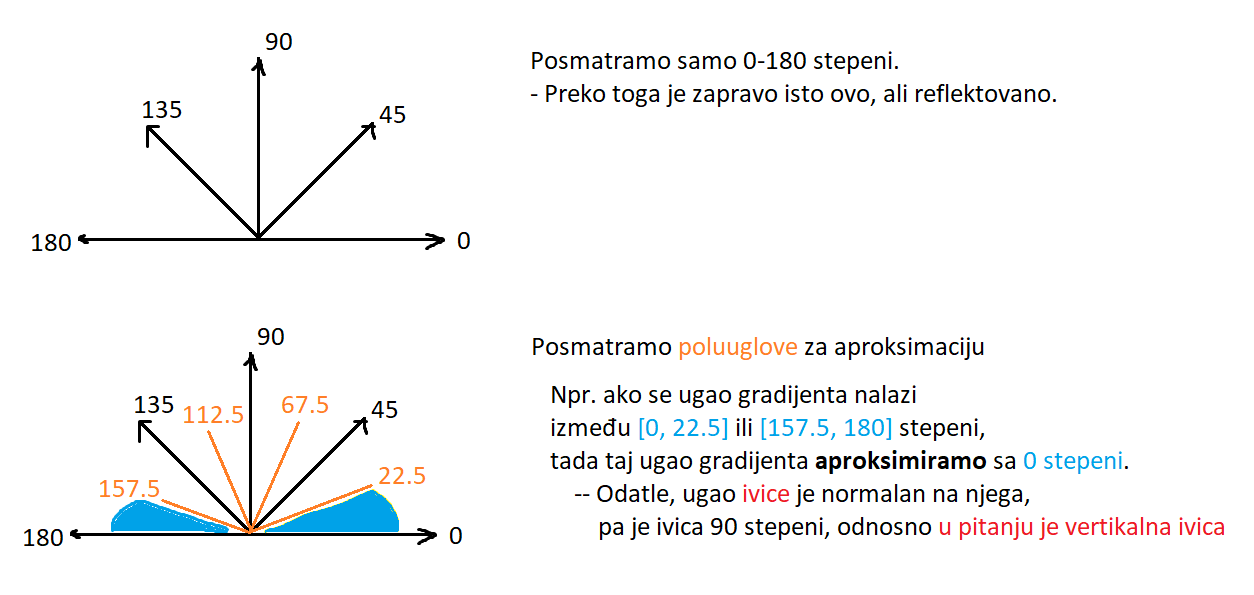 90
135
45
180
0
Posmatramo samo 0-180 stepeni.
- Preko toga je zapravo isto ovo, ali reflektovano.
90
135
112.5
67.5
45
157.5
22.5
180
0
Posmatramo poluuglove za aproksimaciju
Npr. ako se ugao gradijenta nalazi
između [0, 22.5] ili [157.5, 180] stepeni,
tada taj ugao gradijenta aproksimiramo sa 0 stepeni.
-- Odatle, ugao ivice je normalan na njega,
pa je ivica 90 stepeni, odnosno u pitanju je vertikalna ivica